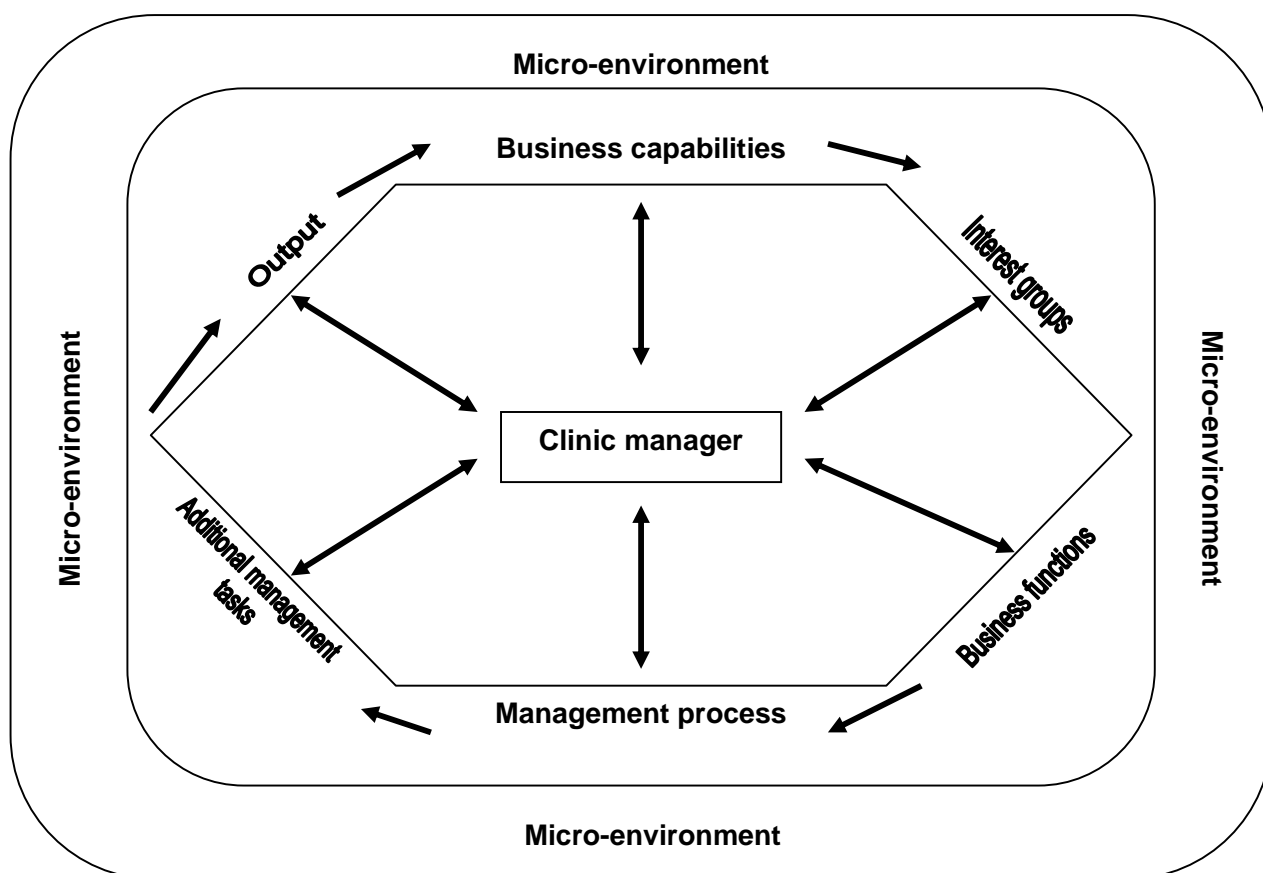 Micro-environment
Business capabilities
Output
Interest groups
Micro-environment
Clinic manager
Micro-environment
Additional management
tasks
Business functions
Management process
Micro-environment